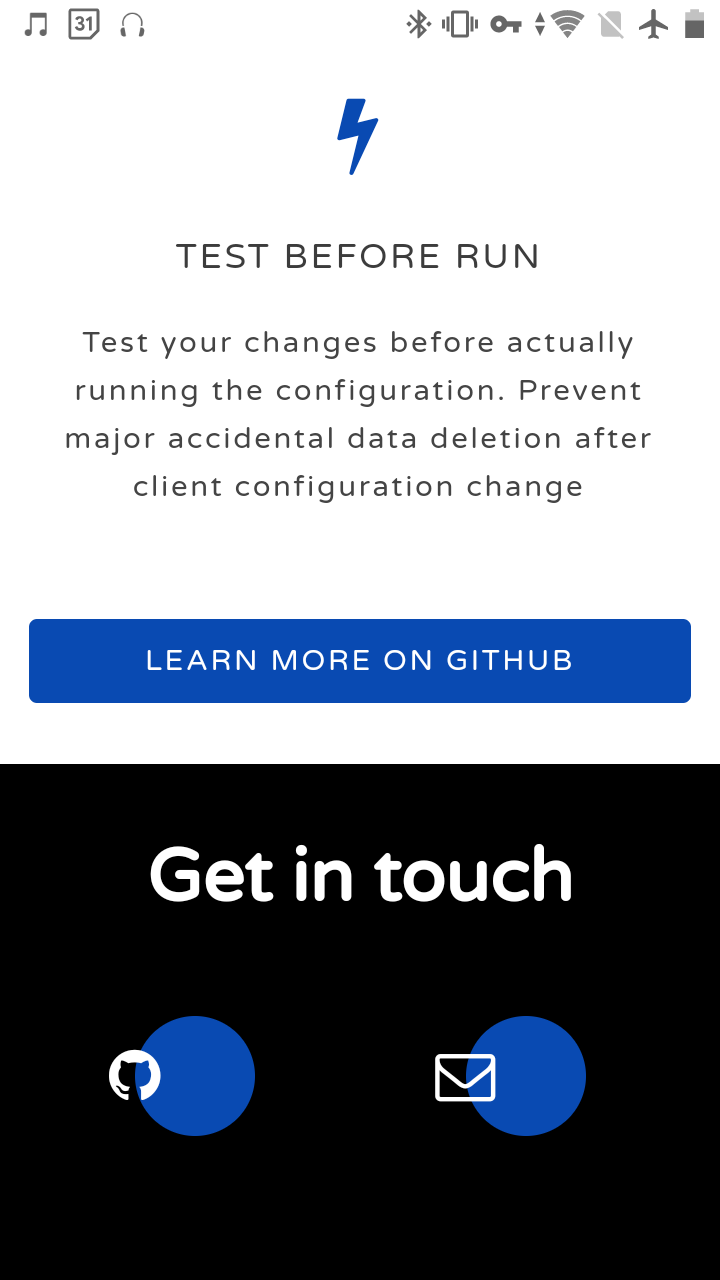 31
TEST BEFORE RUN
Test your changes before actually
running the configuration. Prevent
major accidental data deletion after
client configuration change
LEARN MORE ON GITHUB
Get in touch